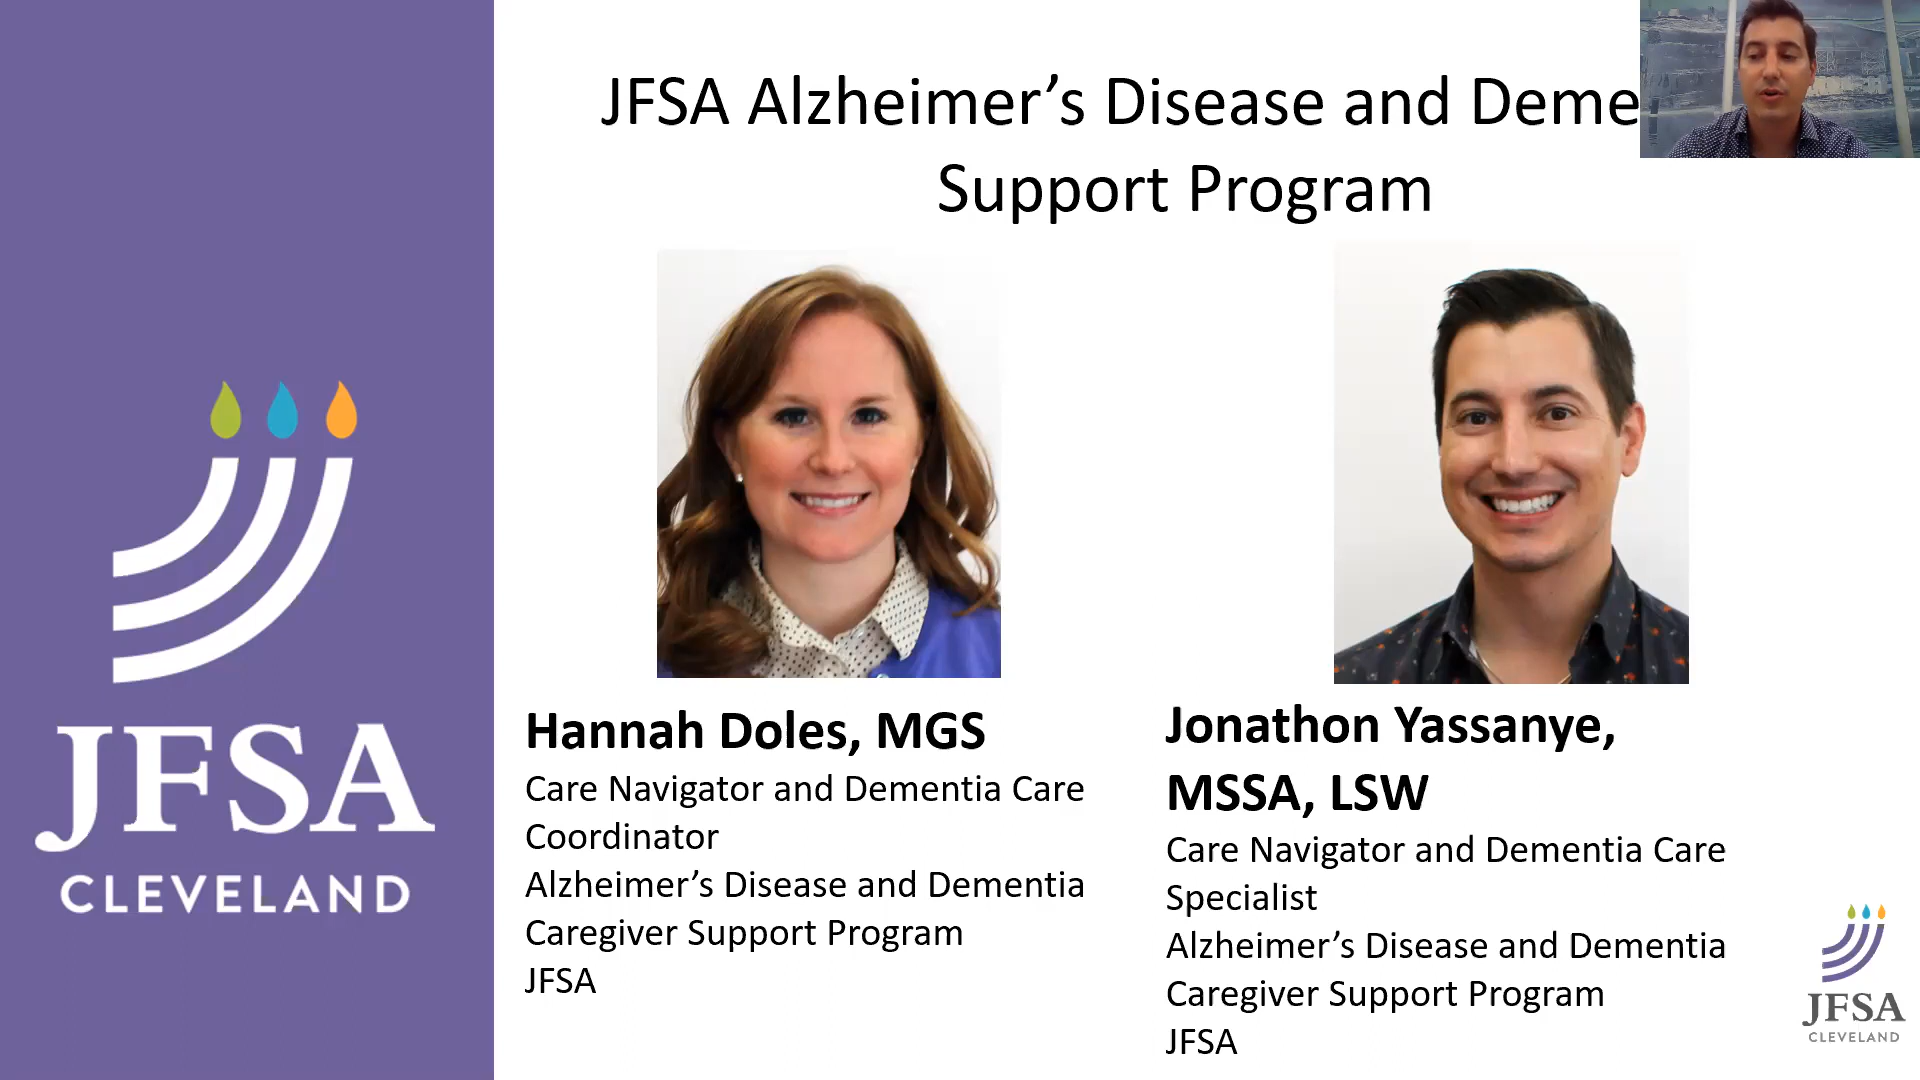 JFSA Alzheimer’s Disease and Deme
Support Program
Hannah Doles, MGS
Care Navigator and Dementia Care
Coordinator
Alzheimer’s Disease and Dementia
Caregiver Support Program
JFSA
Jonathon Yassanye,
MSSA, LSW
Care Navigator and Dementia Care
Specialist
Alzheimer’s Disease and Dementia
Caregiver Support Program
JFSA
JFSA
CLEVELAND
JFSA
CLEVELAND